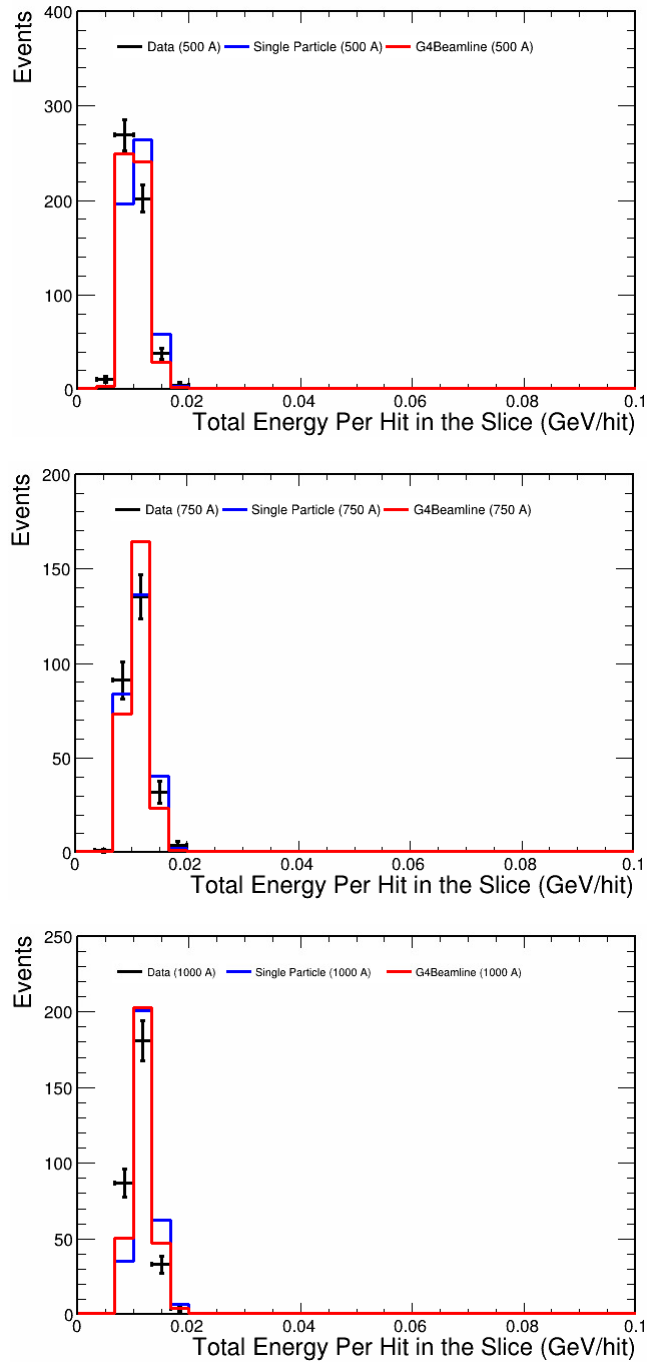 Events
400
300
200
100
0
Data (500 A) Single Particle (500 A) G4Beamline (500 A)
0 0.02 0.04 0.06 0.08 0.1
Total Energy Per Hit in the Slice (GeV/hit)
Events
200
150
100
50
0
Data (750 A) Single Particle (750 A) G4Beamline (750 A)
0 0.02 0.04 0.06 0.08 0.1
Total Energy Per Hit in the Slice (GeV/hit)
Events
250
200
150
100
50
0
Data (1000 A) Single Particle (1000 A) G4Beamline (1000 A)
0 0.02 0.04 0.06 0.08 0.1
Total Energy Per Hit in the Slice (GeV/hit)